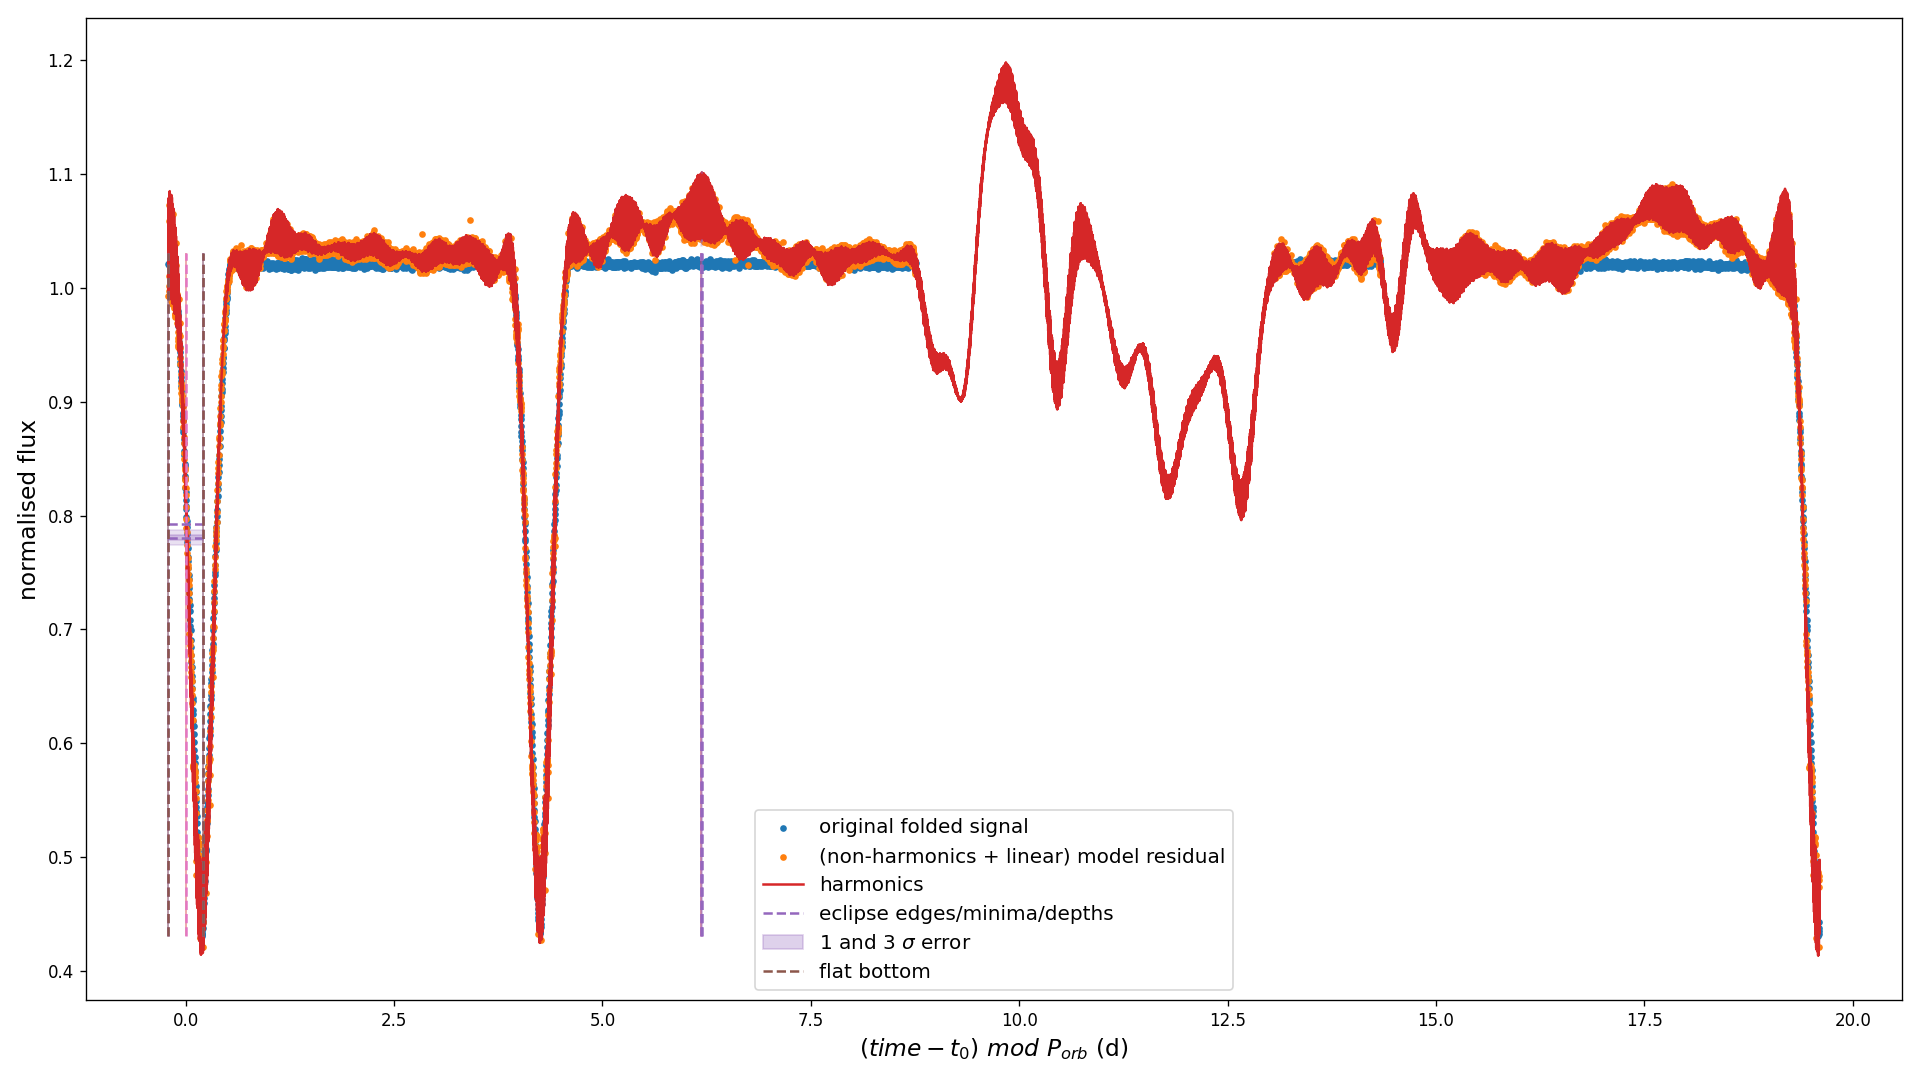 1.2
1.1
1.0
0.9
0.8
0.7
0.6
0.5
0.4
normalised flux
original folded signal
(non-harmonics + linear) model residual
harmonics
eclipse edges/minima/depths
1 and 3 σ error
flat bottom
0.0 2.5 5.0 7.5 10.0 12.5 15.0 17.5 20.0
(time − t₀) mod Pₒᵣᵦ (d)